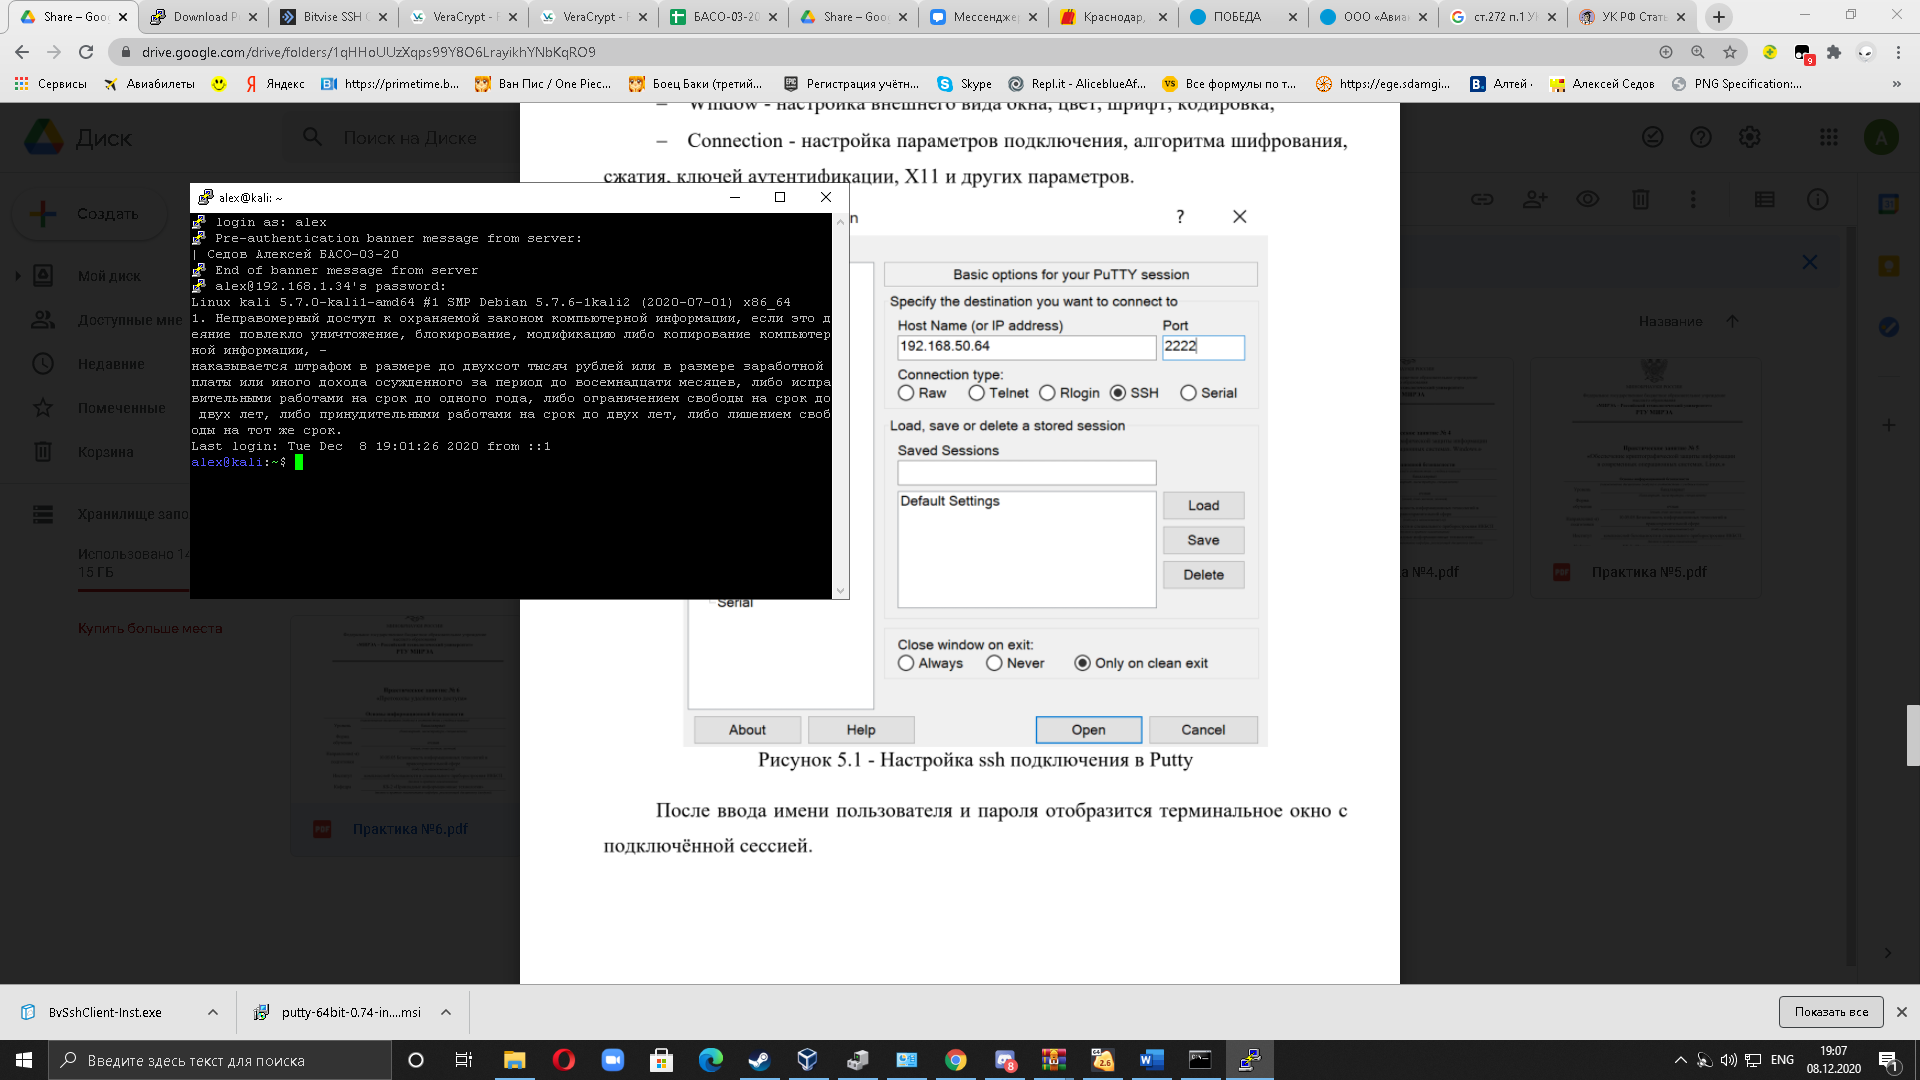 Share – Goo
Download P
Bitvise SSH C
VeraCrypt - F
VeraCrypt - F
БАСО-03-20
Share – Goo
Мессендже
Краснодар,
ПОБЕДА
ООО «Авиа
ст.272 п.1 У
УК РФ Стат
drive.google.com/drive/folders/1qHHoUUzXqps99Y8O6LrayikhYNbKqRO9
9
Сервисы
Авиабилеты
Яндекс
https://primetime.b...
Ван Пис / One Piec...
Боец Баки (третий...
Регистрация учётн...
Skype
Repl.it - AliceblueAf...
Все формулы по т...
https://ege.sdamgi...
Алтей
Алексей Седов
PNG Specification:...
»
Диск
Поиск на Диске
A
Создать
Мой диск
Доступные мне
Недавние
Помеченные
Корзина
Хранилище запо
Использовано 14
15 ГБ
Купить больше места
Название
– Window - настройка внешнего вида окна, цвет, шрифт, кодировка;
– Connection - настройка параметров подключения, алгоритма шифрования,
сжатия, ключей аутентификации, X11 и других параметров.
alex@kali: ~
login as: alex
Pre-authentication banner message from server:
| Седов Алексей БАСО-03-20
End of banner message from server
alex@192.168.1.34's password:
Linux kali 5.7.0-kali1-amd64 #1 SMP Debian 5.7.6-1kali2 (2020-07-01) x86_64
1. Неправомерный доступ к охраняемой законом компьютерной информации, если это д
еяние повлекло уничтожение, блокирование, модификацию либо копирование компьютер
ной информации, -
наказывается штрафом в размере до двухсот тысяч рублей или в размере заработной
платы или иного дохода осужденного за период до восемнадцати месяцев, либо испра
вительными работами на срок до одного года, либо ограничением свободы на срок до
двух лет, либо принудительными работами на срок до двух лет, либо лишением своб
оды на тот же срок.
Last login: Tue Dec  8 19:01:26 2020 from ::1
alex@kali:~$
n
?
Basic options for your PuTTY session
Specify the destination you want to connect to
Host Name (or IP address)
Port
192.168.50.64
2222
Connection type:
Raw
Telnet
Rlogin
SSH
Serial
Load, save or delete a stored session
Saved Sessions
Default Settings
Load
Save
Delete
Serial
Close window on exit:
Always
Never
Only on clean exit
About
Help
Open
Cancel
Рисунок 5.1 - Настройка ssh подключения в Putty
После ввода имени пользователя и пароля отобразится терминальное окно с
подключённой сессией.
а №4.pdf
PDF
Практика №5.pdf
PDF
Практика №6.pdf
BvSshClient-Inst.exe
putty-64bit-0.74-in....msi
Показать все
Введите здесь текст для поиска
8
ENG
19:07
08.12.2020
1